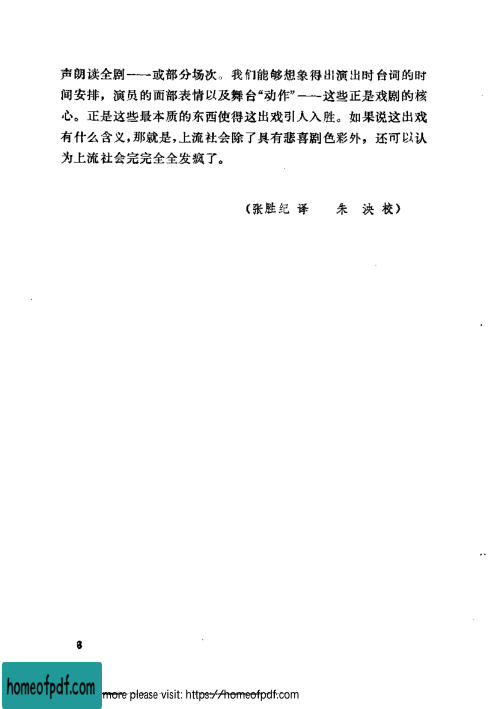 声朗读全剧——或部分场次。我们能够想象得出演出时台词的时
间安排，演员的面部表情以及舞台“动作”——这些正是戏剧的核
心。正是这些最本质的东西使得这出戏引人入胜。如果说这出戏
有什么含义，那就是，上流社会除了具有悲喜剧色彩外，还可以认
为上流社会完完全全发疯了。
（张胜纪 译　朱 泱 校）
homeofpdf.com
more please visit: https://homeofpdf.com